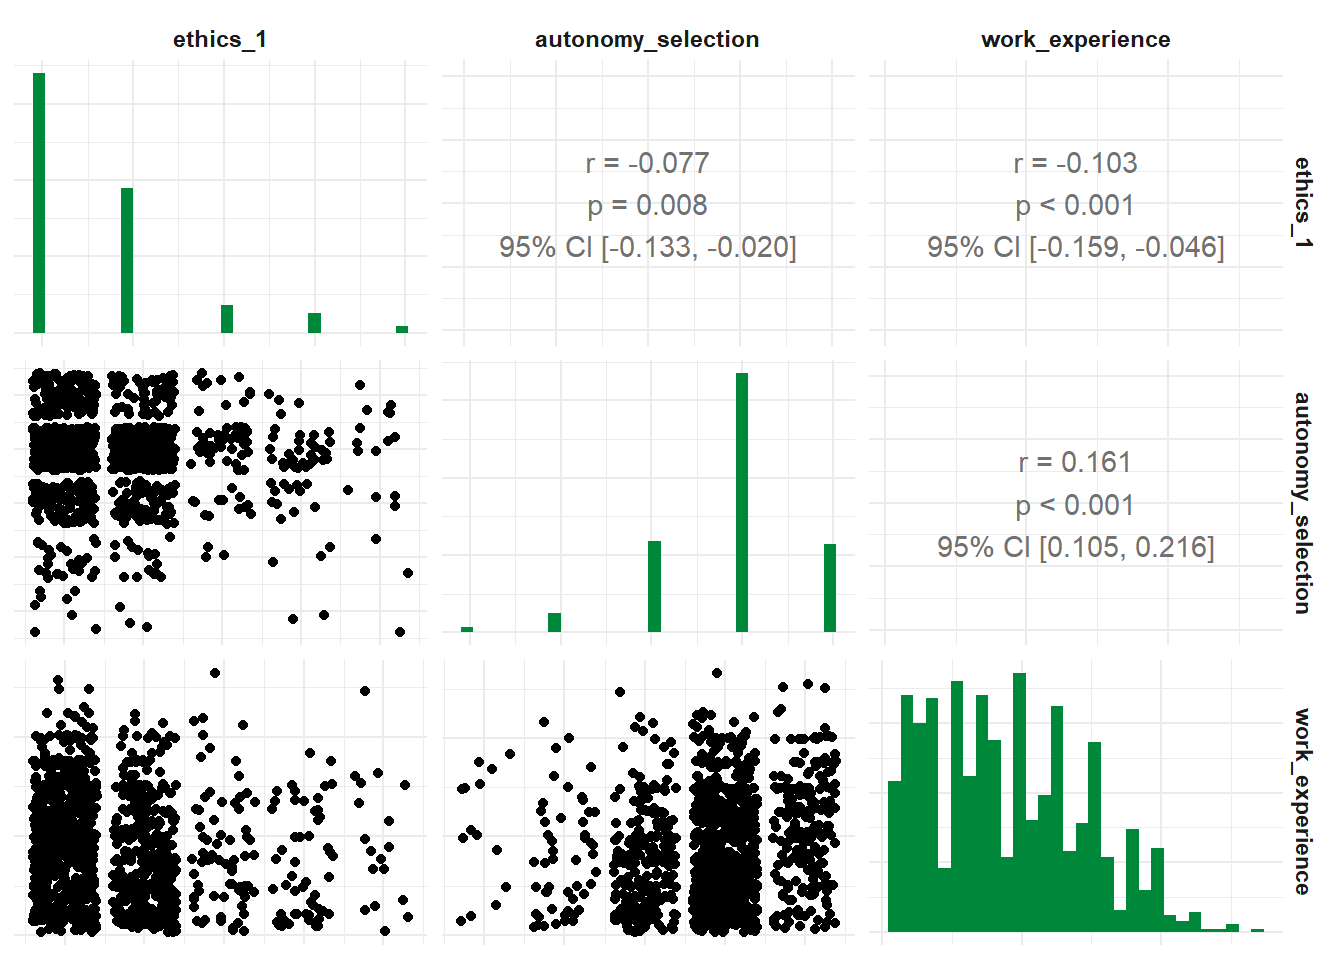 ethics_1
autonomy_selection
work_experience
r = -0.077
p = 0.008
95% CI [-0.133, -0.020]
r = -0.103
p < 0.001
95% CI [-0.159, -0.046]
ethics_1
r = 0.161
p < 0.001
95% CI [0.105, 0.216]
autonomy_selection
work_experience